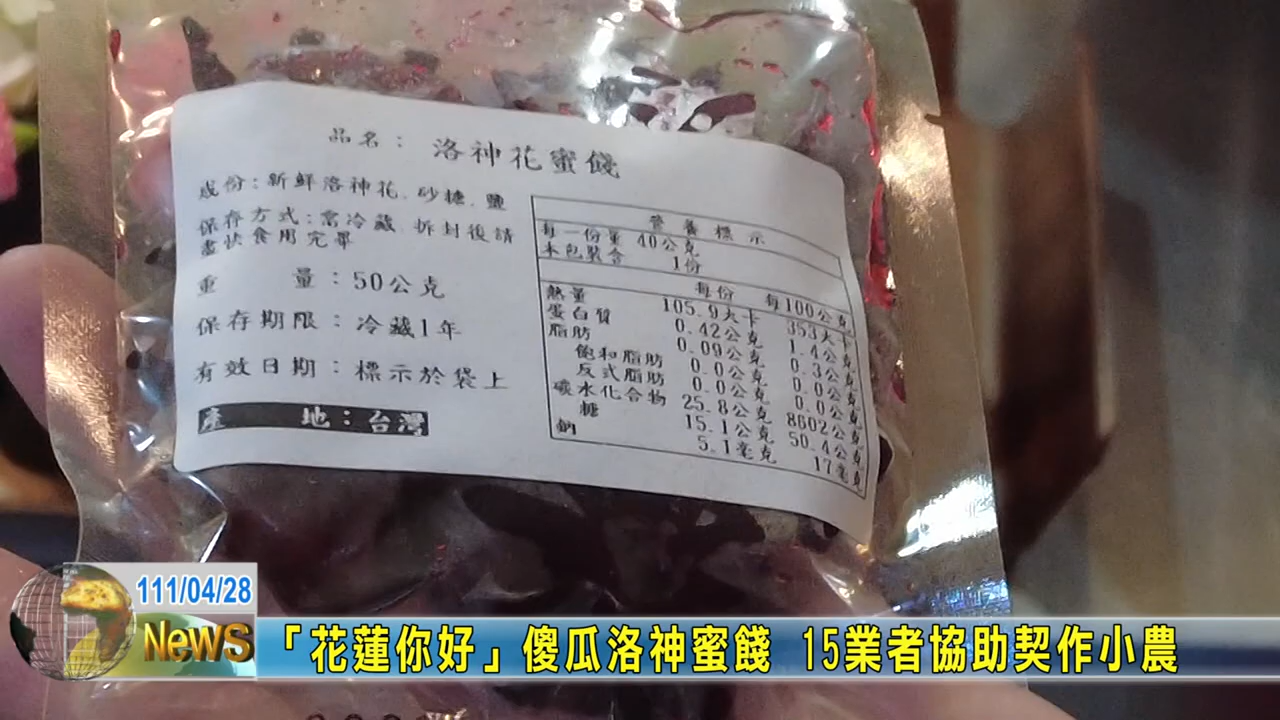 品名：洛神花蜜餞
成份：新鮮洛神花．砂糖．鹽
保存方式：需冷藏．拆封後請
盡快食用完畢
重 量：50公克
保存期限：冷藏1年
有效日期：標示於袋上
產 地：台灣
營養標示
每一份量 40公克
本包裝含 1份
每份 每100公克
熱量 105.9大卡 353大卡
蛋白質 0.42公克 1.4公克
脂肪 0.09公克 0.3公克
飽和脂肪 0.0公克 0.0公克
反式脂肪 0.0公克 0.0公克
碳水化合物 25.8公克 8602公克
糖 15.1公克 50.4公克
鈉 5.1毫克 17毫克
111/04/28
News
「花蓮你好」傻瓜洛神蜜餞 15業者協助契作小農